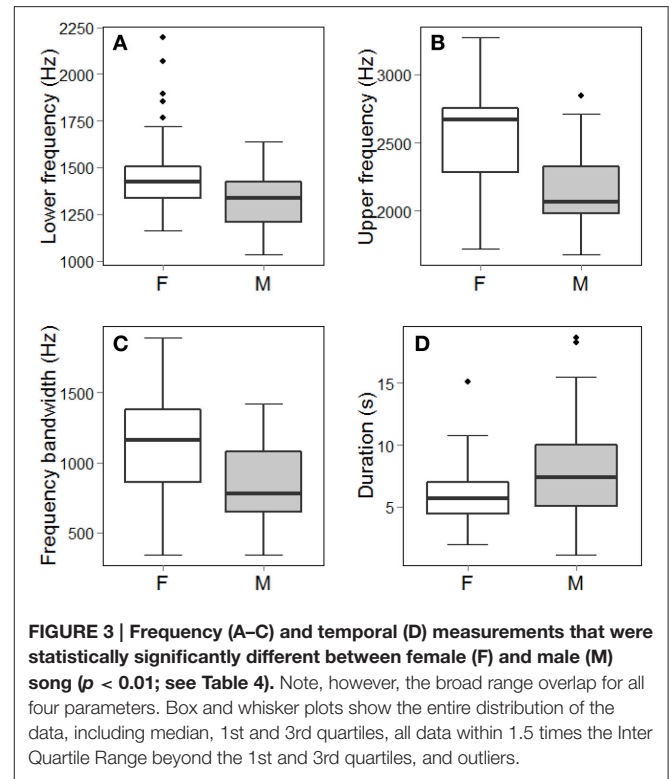 A
Lower frequency (Hz)
2250
2000
1750
1500
1250
1000
F M
B
Upper frequency (Hz)
3000
2500
2000
F M
C
Frequency bandwidth (Hz)
1500
1000
500
F M
D
Duration (s)
15
10
5
F M
FIGURE 3 | Frequency (A–C) and temporal (D) measurements that were
statistically significantly different between female (F) and male (M)
song (p < 0.01; see Table 4). Note, however, the broad range overlap for all
four parameters. Box and whisker plots show the entire distribution of the
data, including median, 1st and 3rd quartiles, all data within 1.5 times the Inter
Quartile Range beyond the 1st and 3rd quartiles, and outliers.